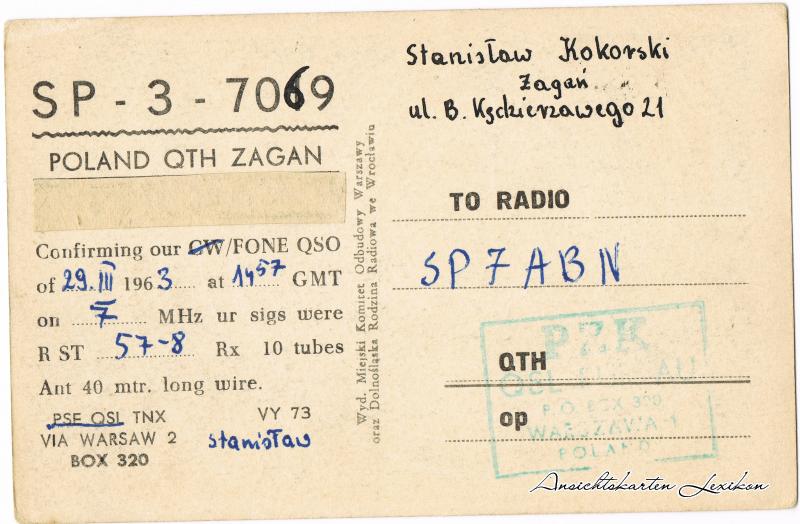 SP - 3 - 7069
POLAND QTH ZAGAN
Confirming our CW/FONE QSO
of 29.III 1963 at 14 57 GMT
on 7 MHz ur sigs were
R ST 57-8 Rx 10 tubes
Ant 40 mtr. long wire.
PSE QSL TNX VY 73
VIA WARSAW 2 Stanisław
BOX 320
Wyd. Miejski Komitet Odbudowy Warszawy
oraz Dolnośląska Rodzina Radiowa we Wrocławiu
Stanisław Kokorski
Żagań
ul. B. 21
TO RADIO
SP7ABN
QTH
op
PZK
QSL
P.O. BOX 320
WARSZAWA 1
POLAND
Ansichtskarten Lexikon